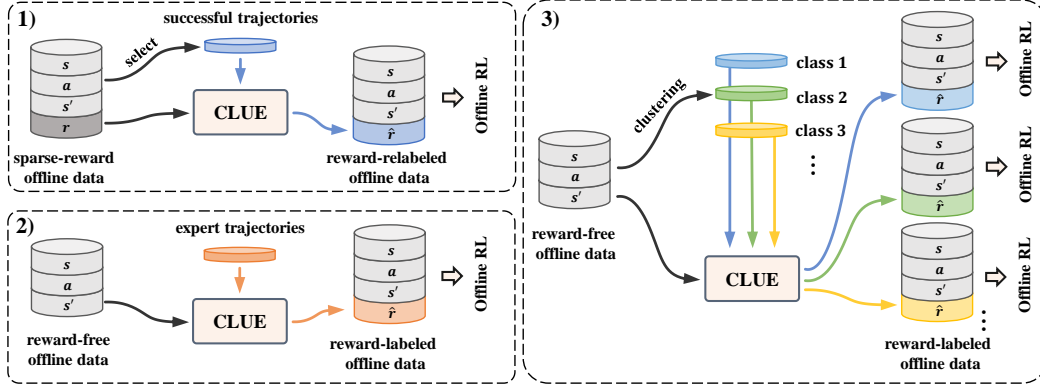 1)
successful trajectories
select
s
a
s'
r
CLUE
s
a
s'
r̂
Offline RL
sparse-reward
offline data
reward-relabeled
offline data
2)
expert trajectories
s
a
s'
CLUE
s
a
s'
r̂
Offline RL
reward-free
offline data
reward-labeled
offline data
3)
clustering
class 1
class 2
class 3
⋮
s
a
s'
reward-free
offline data
CLUE
s
a
s'
r̂
Offline RL
s
a
s'
r̂
Offline RL
s
a
s'
r̂
Offline RL
⋮
reward-labeled
offline data